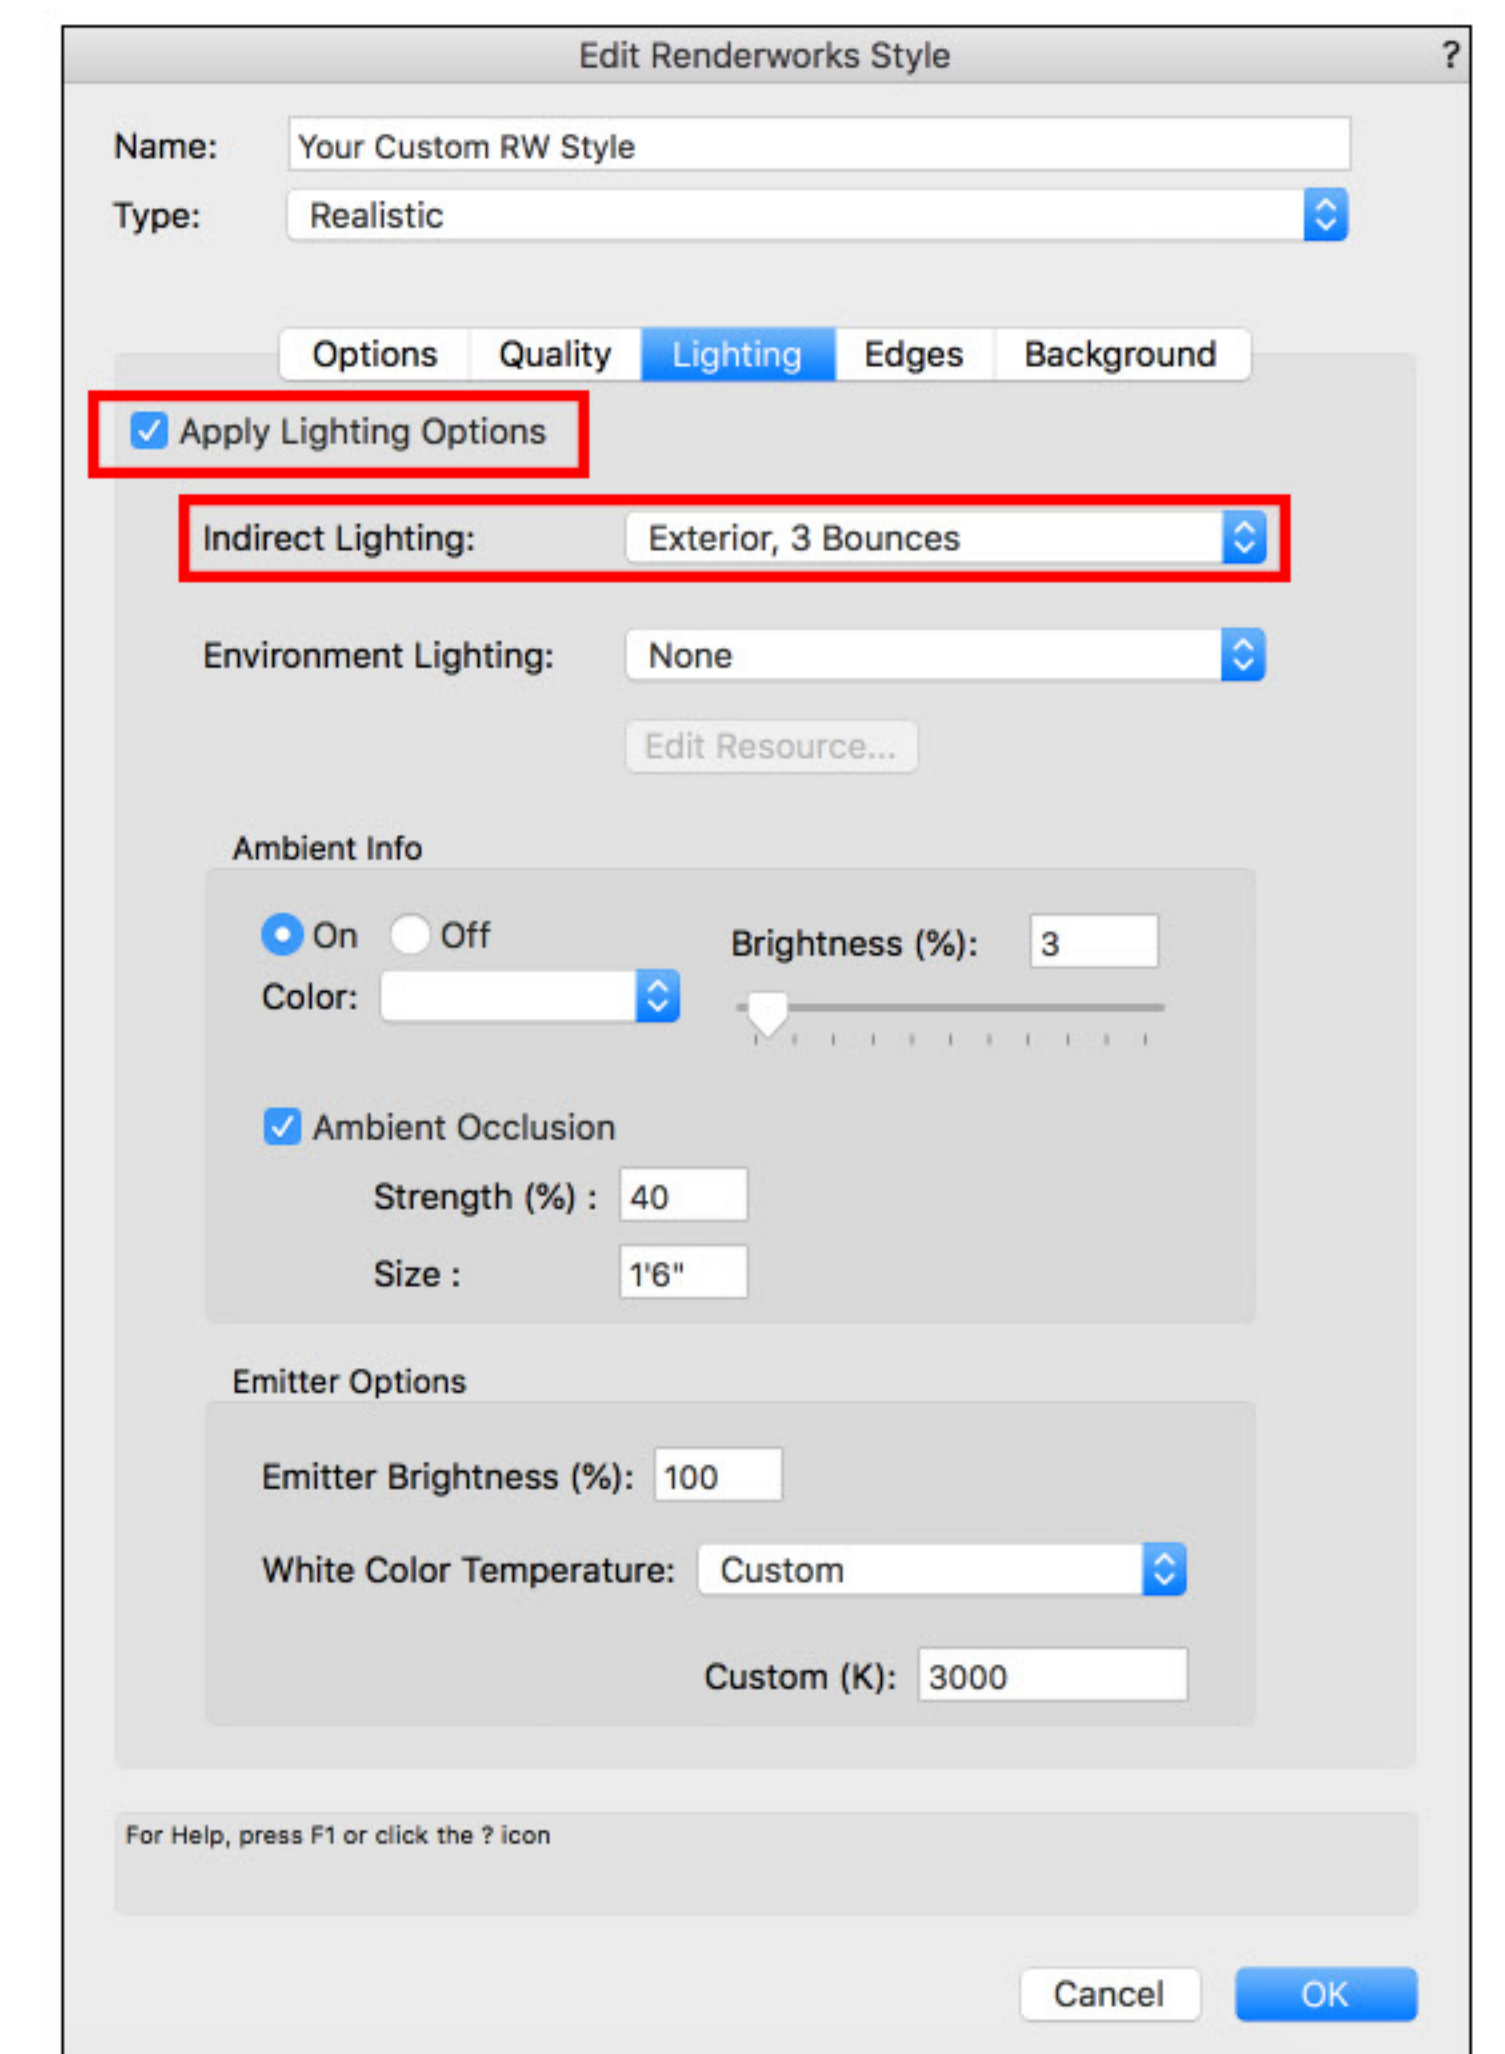 Edit Renderworks Style ?
Name: Your Custom RW Style
Type: Realistic
Options Quality Lighting Edges Background
Apply Lighting Options
Indirect Lighting: Exterior, 3 Bounces
Environment Lighting: None
Edit Resource...
Ambient Info
On Off Brightness (%): 3
Color:
Ambient Occlusion
Strength (%) : 40
Size : 1'6"
Emitter Options
Emitter Brightness (%): 100
White Color Temperature: Custom
Custom (K): 3000
For Help, press F1 or click the ? icon
Cancel OK